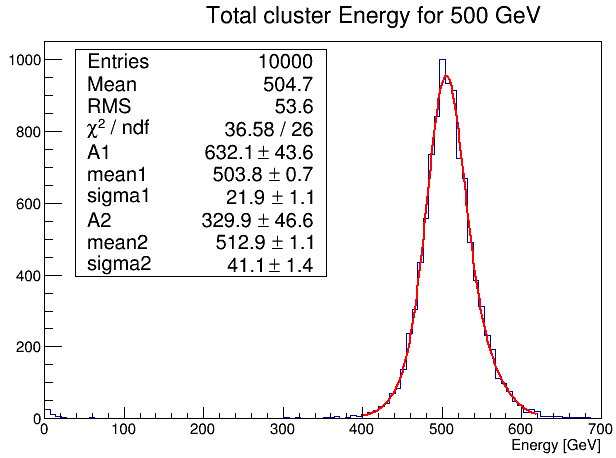 Total cluster Energy for 500 GeV
Entries 10000
Mean 504.7
RMS 53.6
χ² / ndf 36.58 / 26
A1 632.1 ± 43.6
mean1 503.8 ± 0.7
sigma1 21.9 ± 1.1
A2 329.9 ± 46.6
mean2 512.9 ± 1.1
sigma2 41.1 ± 1.4
1000
800
600
400
200
0
0 100 200 300 400 500 600 700
Energy [GeV]